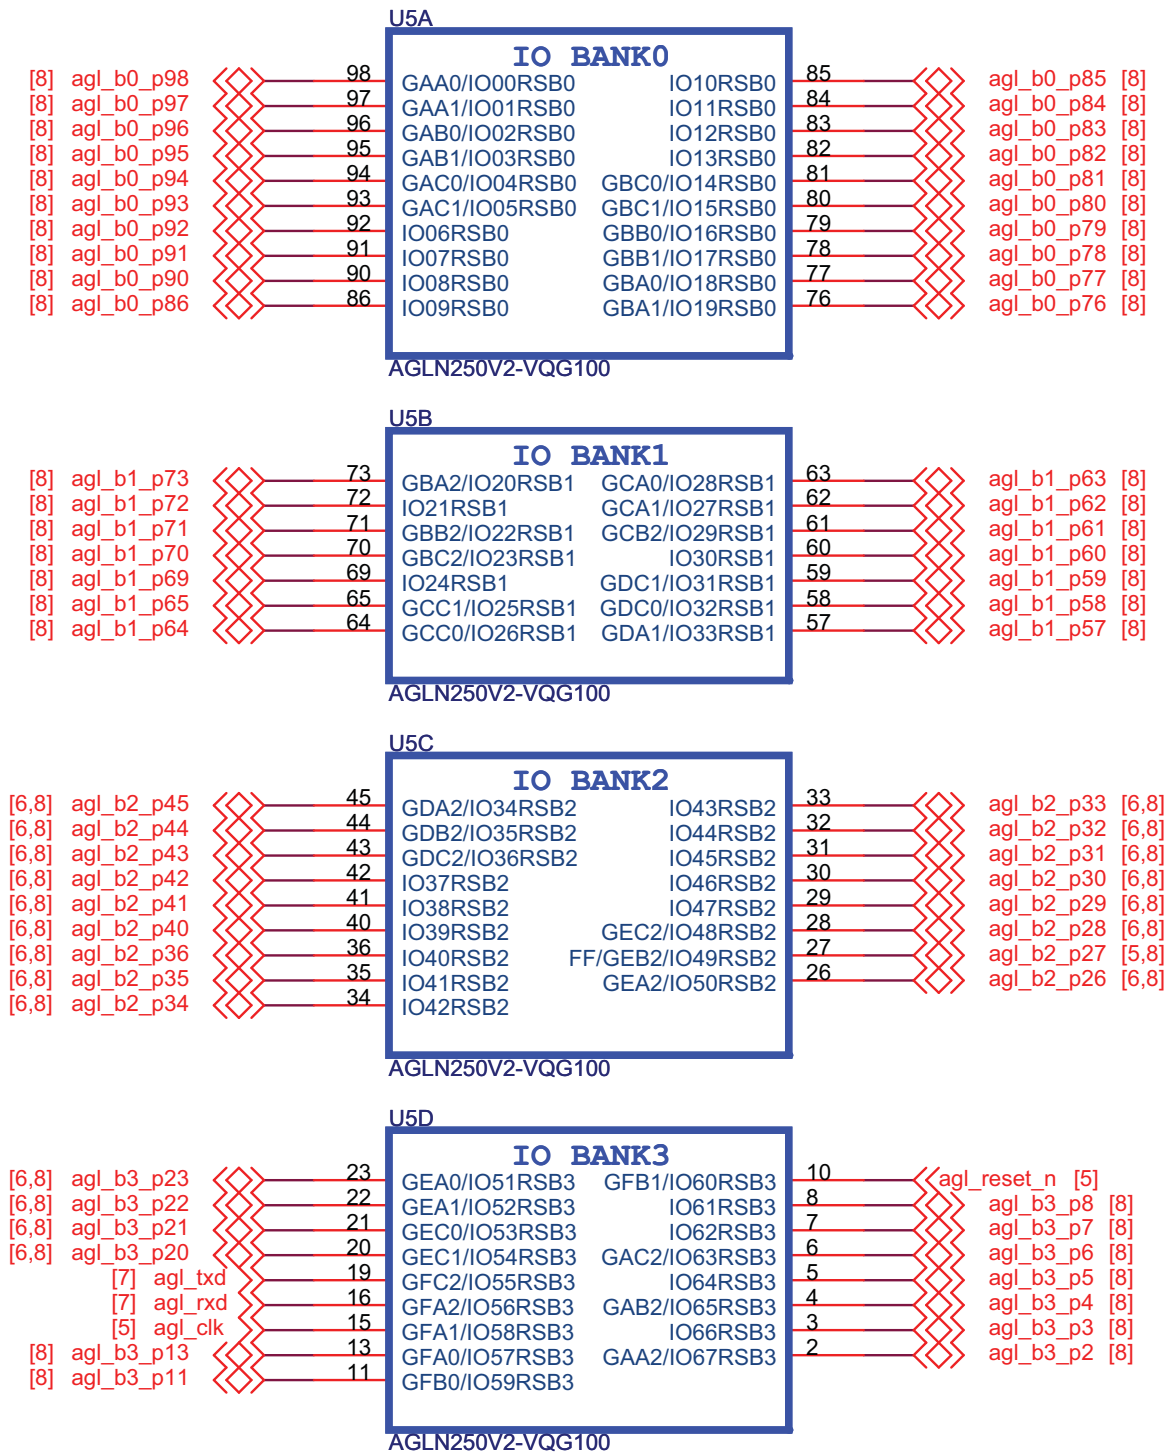 U5A
IO BANK0
[8] agl_b0_p98 98 GAA0/IO00RSB0 IO10RSB0 85 agl_b0_p85 [8]
[8] agl_b0_p97 97 GAA1/IO01RSB0 IO11RSB0 84 agl_b0_p84 [8]
[8] agl_b0_p96 96 GAB0/IO02RSB0 IO12RSB0 83 agl_b0_p83 [8]
[8] agl_b0_p95 95 GAB1/IO03RSB0 IO13RSB0 82 agl_b0_p82 [8]
[8] agl_b0_p94 94 GAC0/IO04RSB0 GBC0/IO14RSB0 81 agl_b0_p81 [8]
[8] agl_b0_p93 93 GAC1/IO05RSB0 GBC1/IO15RSB0 80 agl_b0_p80 [8]
[8] agl_b0_p92 92 IO06RSB0 GBB0/IO16RSB0 79 agl_b0_p79 [8]
[8] agl_b0_p91 91 IO07RSB0 GBB1/IO17RSB0 78 agl_b0_p78 [8]
[8] agl_b0_p90 90 IO08RSB0 GBA0/IO18RSB0 77 agl_b0_p77 [8]
[8] agl_b0_p86 86 IO09RSB0 GBA1/IO19RSB0 76 agl_b0_p76 [8]
AGLN250V2-VQG100
U5B
IO BANK1
[8] agl_b1_p73 73 GBA2/IO20RSB1 GCA0/IO28RSB1 63 agl_b1_p63 [8]
[8] agl_b1_p72 72 IO21RSB1 GCA1/IO27RSB1 62 agl_b1_p62 [8]
[8] agl_b1_p71 71 GBB2/IO22RSB1 GCB2/IO29RSB1 61 agl_b1_p61 [8]
[8] agl_b1_p70 70 GBC2/IO23RSB1 IO30RSB1 60 agl_b1_p60 [8]
[8] agl_b1_p69 69 IO24RSB1 GDC1/IO31RSB1 59 agl_b1_p59 [8]
[8] agl_b1_p65 65 GCC1/IO25RSB1 GDC0/IO32RSB1 58 agl_b1_p58 [8]
[8] agl_b1_p64 64 GCC0/IO26RSB1 GDA1/IO33RSB1 57 agl_b1_p57 [8]
AGLN250V2-VQG100
U5C
IO BANK2
[6,8] agl_b2_p45 45 GDA2/IO34RSB2 IO43RSB2 33 agl_b2_p33 [6,8]
[6,8] agl_b2_p44 44 GDB2/IO35RSB2 IO44RSB2 32 agl_b2_p32 [6,8]
[6,8] agl_b2_p43 43 GDC2/IO36RSB2 IO45RSB2 31 agl_b2_p31 [6,8]
[6,8] agl_b2_p42 42 IO37RSB2 IO46RSB2 30 agl_b2_p30 [6,8]
[6,8] agl_b2_p41 41 IO38RSB2 IO47RSB2 29 agl_b2_p29 [6,8]
[6,8] agl_b2_p40 40 IO39RSB2 GEC2/IO48RSB2 28 agl_b2_p28 [6,8]
[6,8] agl_b2_p36 36 IO40RSB2 FF/GEB2/IO49RSB2 27 agl_b2_p27 [5,8]
[6,8] agl_b2_p35 35 IO41RSB2 GEA2/IO50RSB2 26 agl_b2_p26 [6,8]
[6,8] agl_b2_p34 34 IO42RSB2
AGLN250V2-VQG100
U5D
IO BANK3
[6,8] agl_b3_p23 23 GEA0/IO51RSB3 GFB1/IO60RSB3 10 agl_reset_n [5]
[6,8] agl_b3_p22 22 GEA1/IO52RSB3 IO61RSB3 8 agl_b3_p8 [8]
[6,8] agl_b3_p21 21 GEC0/IO53RSB3 IO62RSB3 7 agl_b3_p7 [8]
[6,8] agl_b3_p20 20 GEC1/IO54RSB3 GAC2/IO63RSB3 6 agl_b3_p6 [8]
[7] agl_txd 19 GFC2/IO55RSB3 IO64RSB3 5 agl_b3_p5 [8]
[7] agl_rxd 16 GFA2/IO56RSB3 GAB2/IO65RSB3 4 agl_b3_p4 [8]
[5] agl_clk 15 GFA1/IO58RSB3 IO66RSB3 3 agl_b3_p3 [8]
[8] agl_b3_p13 13 GFA0/IO57RSB3 GAA2/IO67RSB3 2 agl_b3_p2 [8]
[8] agl_b3_p11 11 GFB0/IO59RSB3
AGLN250V2-VQG100